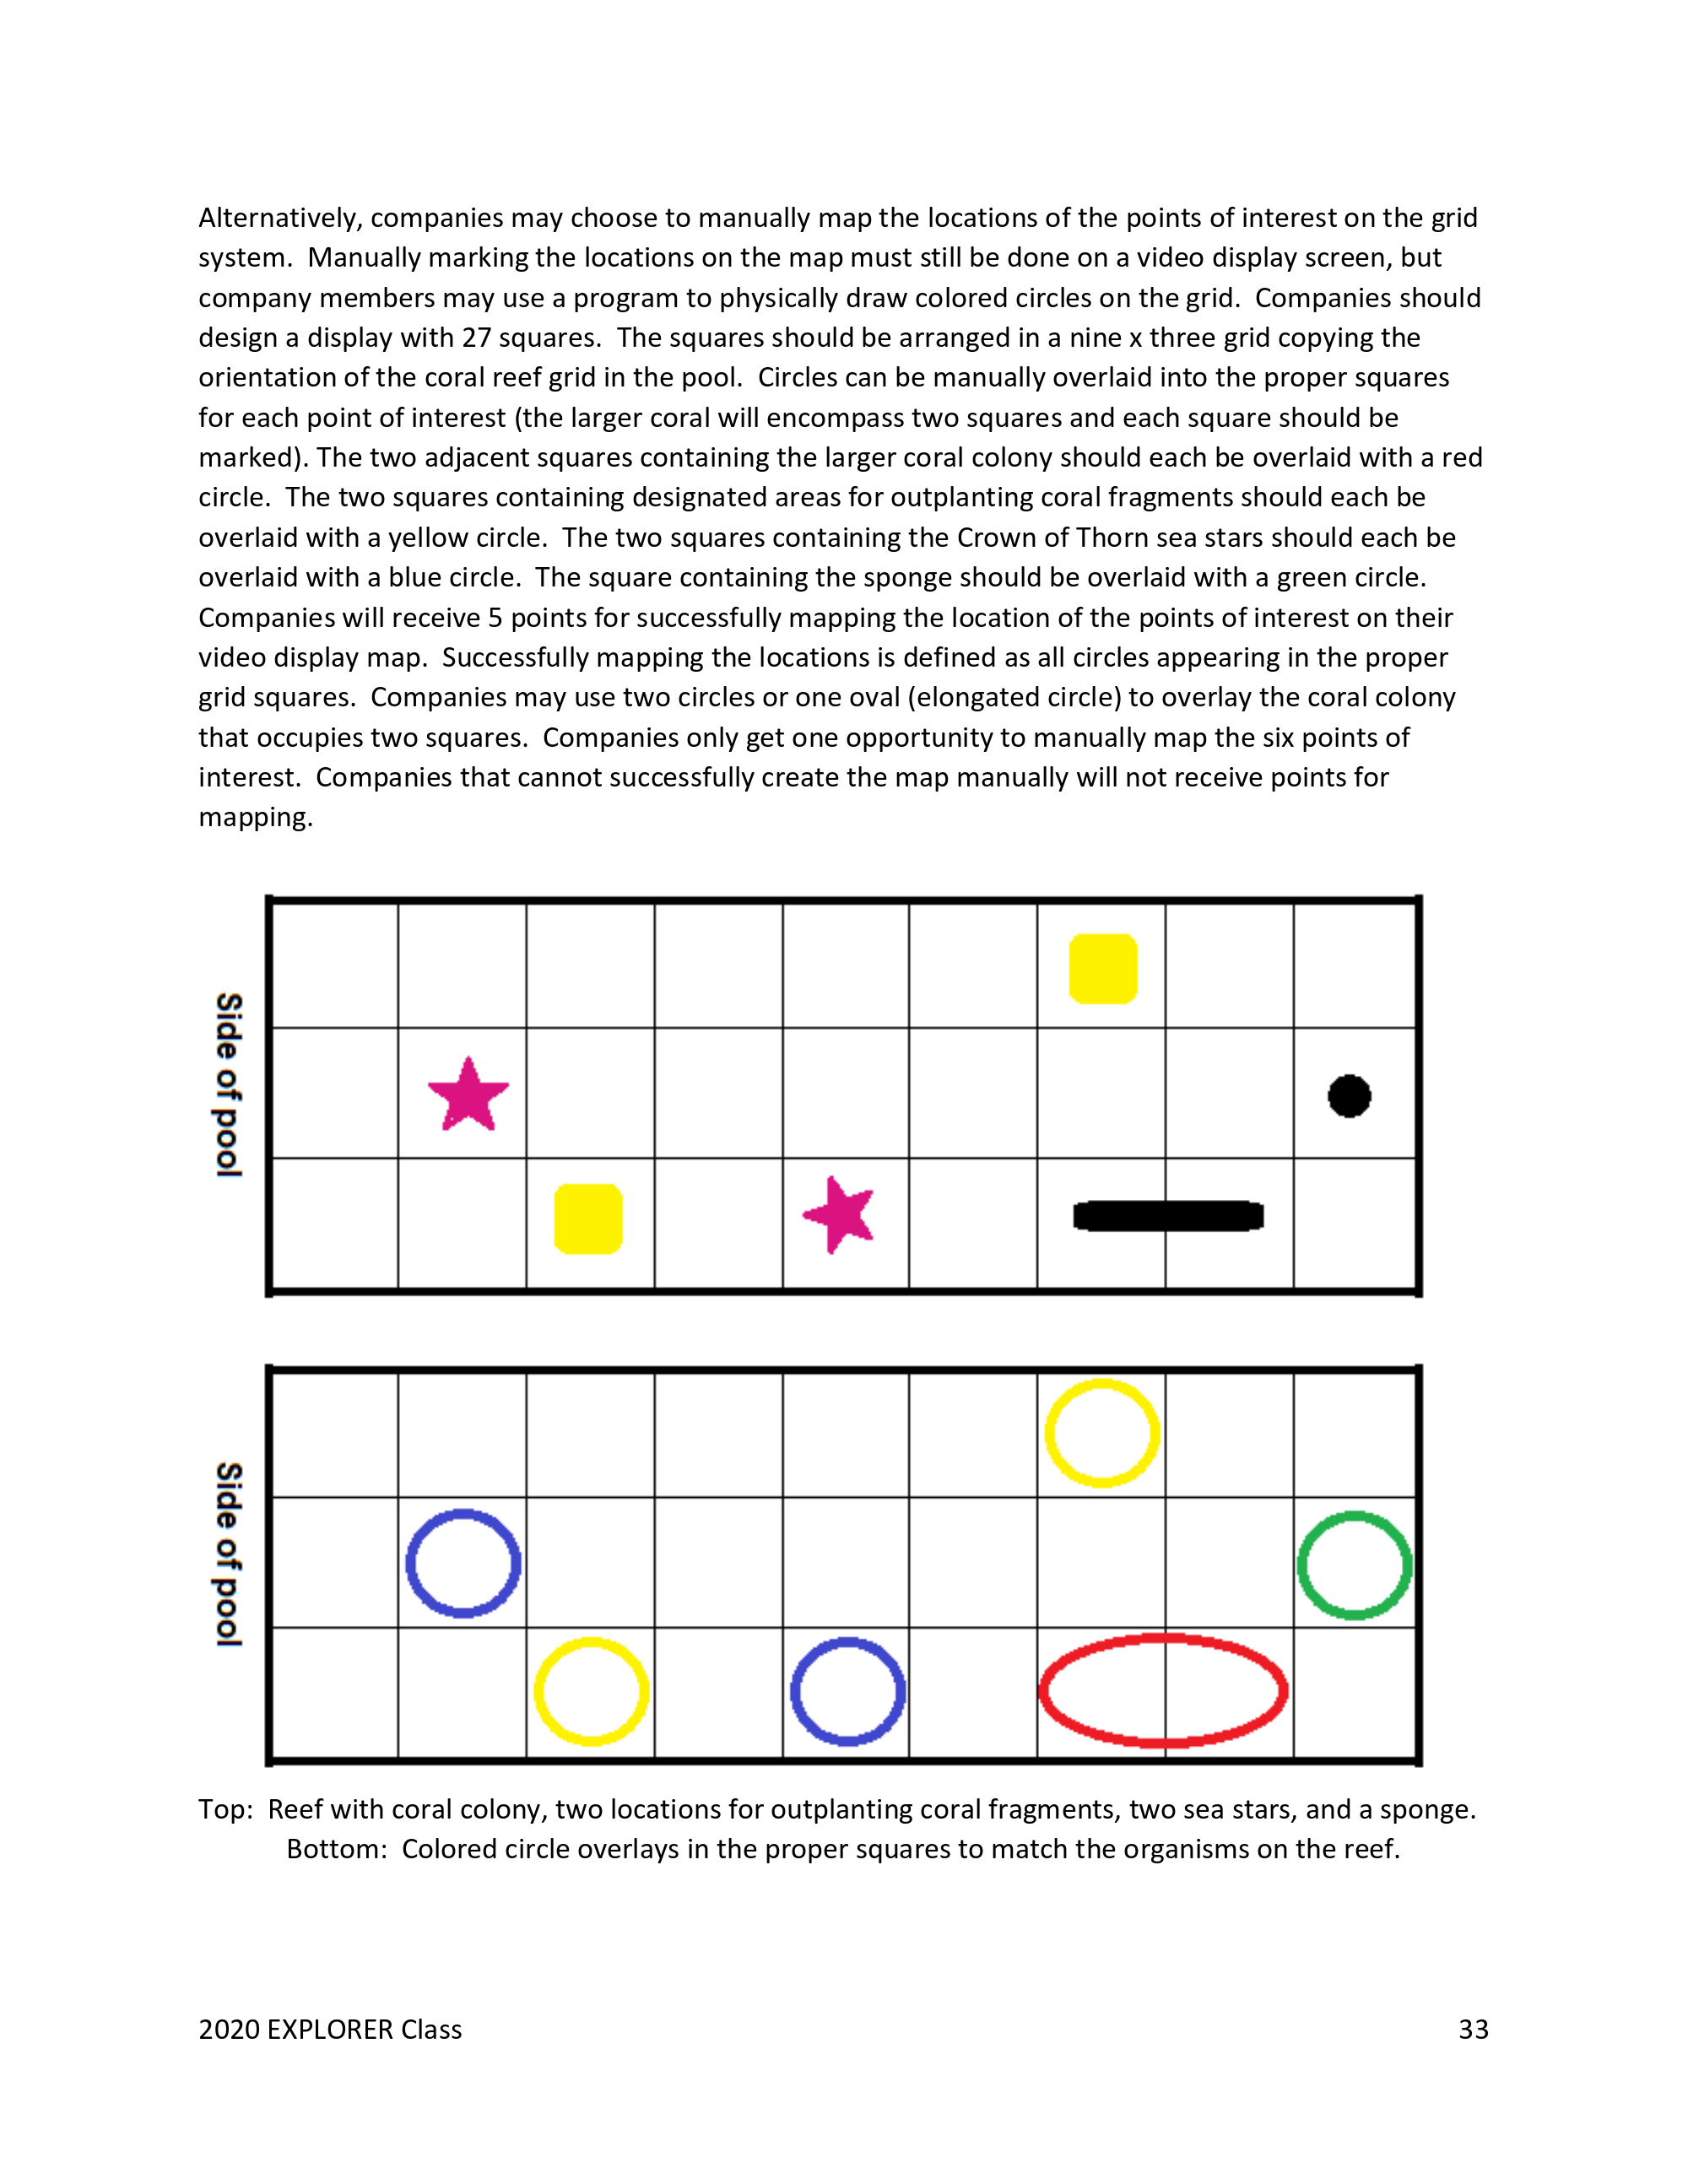 Alternatively, companies may choose to manually map the locations of the points of interest on the grid
system.  Manually marking the locations on the map must still be done on a video display screen, but
company members may use a program to physically draw colored circles on the grid.  Companies should
design a display with 27 squares.  The squares should be arranged in a nine x three grid copying the
orientation of the coral reef grid in the pool.  Circles can be manually overlaid into the proper squares
for each point of interest (the larger coral will encompass two squares and each square should be
marked). The two adjacent squares containing the larger coral colony should each be overlaid with a red
circle.  The two squares containing designated areas for outplanting coral fragments should each be
overlaid with a yellow circle.  The two squares containing the Crown of Thorn sea stars should each be
overlaid with a blue circle.  The square containing the sponge should be overlaid with a green circle.
Companies will receive 5 points for successfully mapping the location of the points of interest on their
video display map.  Successfully mapping the locations is defined as all circles appearing in the proper
grid squares.  Companies may use two circles or one oval (elongated circle) to overlay the coral colony
that occupies two squares.  Companies only get one opportunity to manually map the six points of
interest.  Companies that cannot successfully create the map manually will not receive points for
mapping.
Side of pool
Side of pool
Top:  Reef with coral colony, two locations for outplanting coral fragments, two sea stars, and a sponge.
Bottom:  Colored circle overlays in the proper squares to match the organisms on the reef.
2020 EXPLORER Class 33